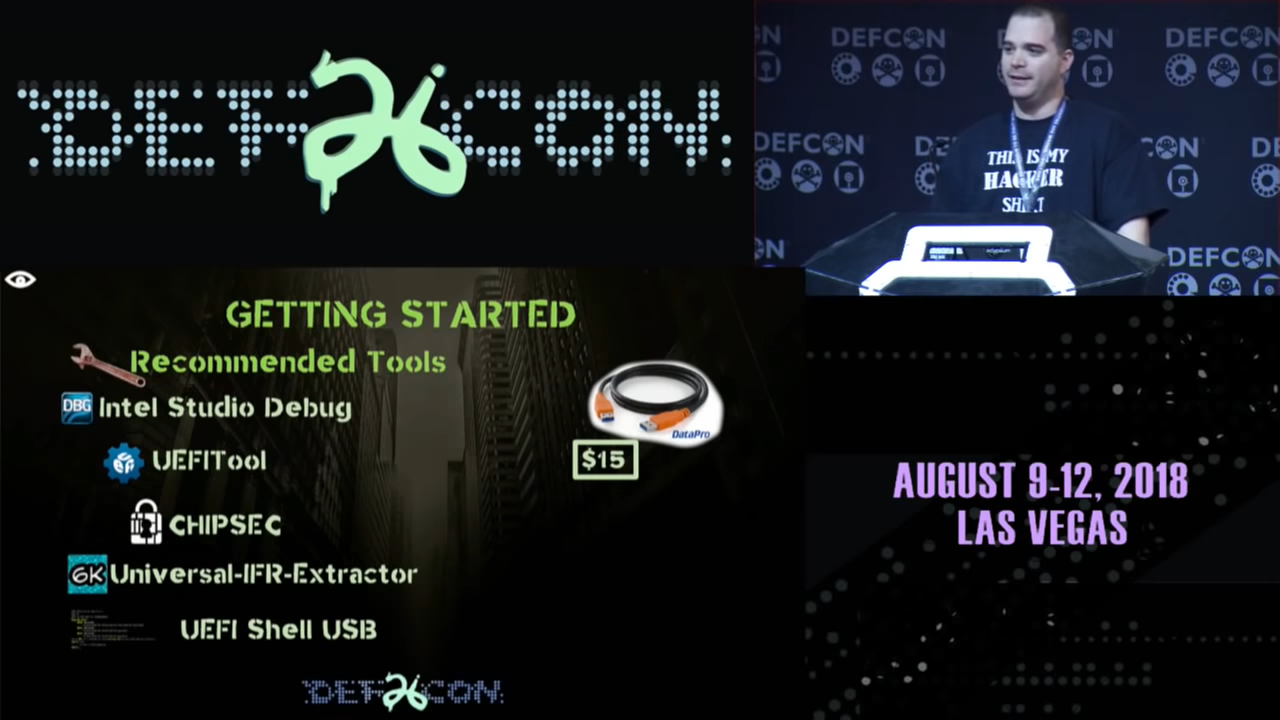 DEF 26 CON
DEFCON
DEFCON
DEFCON
DEFCON
THIS IS MY
HACKER
SHIRT
GETTING STARTED
Recommended Tools
DBG Intel Studio Debug
DataPro
UEFITool
$15
CHIPSEC
GK Universal-IFR-Extractor
UEFI Shell USB
DEF 26 CON
AUGUST 9-12, 2018
LAS VEGAS